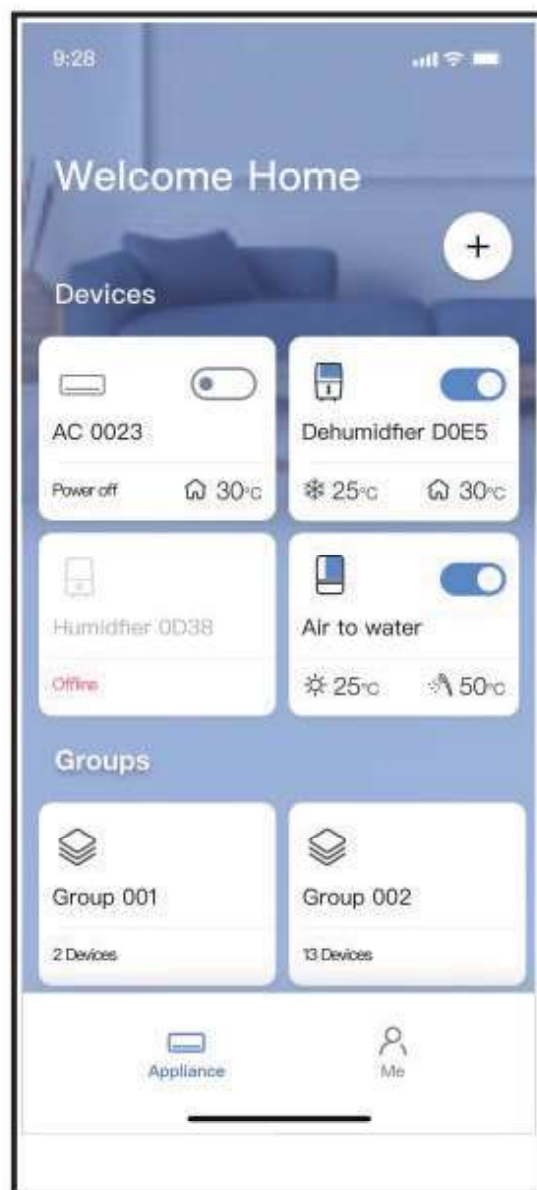 9:28
Welcome Home
+
Devices
AC 0023
Power off 30°C
Dehumidfier D0E5
25°C 30°C
Humidfier 0D38
Offline
Air to water
25°C 50°C
Groups
Group 001
2 Devices
Group 002
13 Devices
Appliance
Me